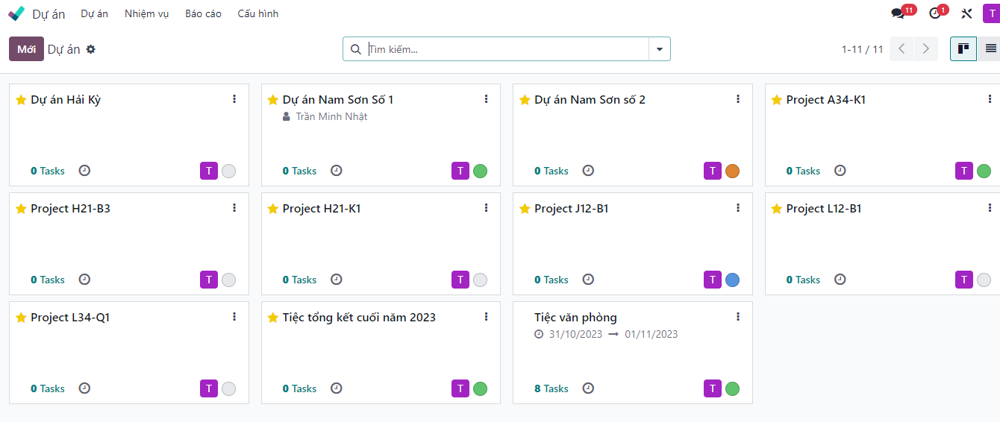 Dự án Dự án Nhiệm vụ Báo cáo Cấu hình 11 1 T
Mới Dự án Tìm kiếm... 1-11 / 11
Dự án Hải Kỳ
0 Tasks T
Dự án Nam Sơn Số 1
Trần Minh Nhật
0 Tasks T
Dự án Nam Sơn số 2
0 Tasks T
Project A34-K1
0 Tasks T
Project H21-B3
0 Tasks T
Project H21-K1
0 Tasks T
Project J12-B1
0 Tasks T
Project L12-B1
0 Tasks T
Project L34-Q1
0 Tasks T
Tiệc tổng kết cuối năm 2023
0 Tasks T
Tiệc văn phòng
31/10/2023 → 01/11/2023
8 Tasks T